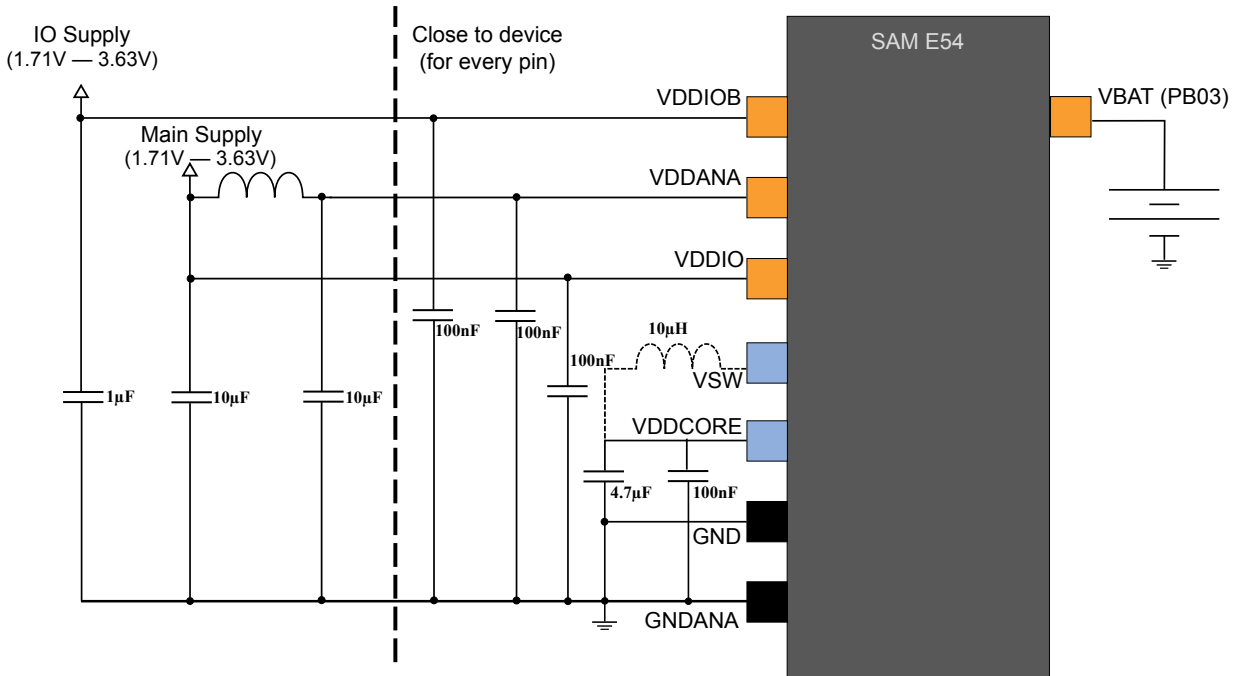 IO Supply
(1.71V — 3.63V)
Close to device
(for every pin)
SAM E54
VDDIOB
VBAT (PB03)
Main Supply
(1.71V — 3.63V)
VDDANA
VDDIO
100nF
100nF
10µH
100nF
VSW
1µF
10µF
10µF
VDDCORE
4.7µF
100nF
GND
GNDANA